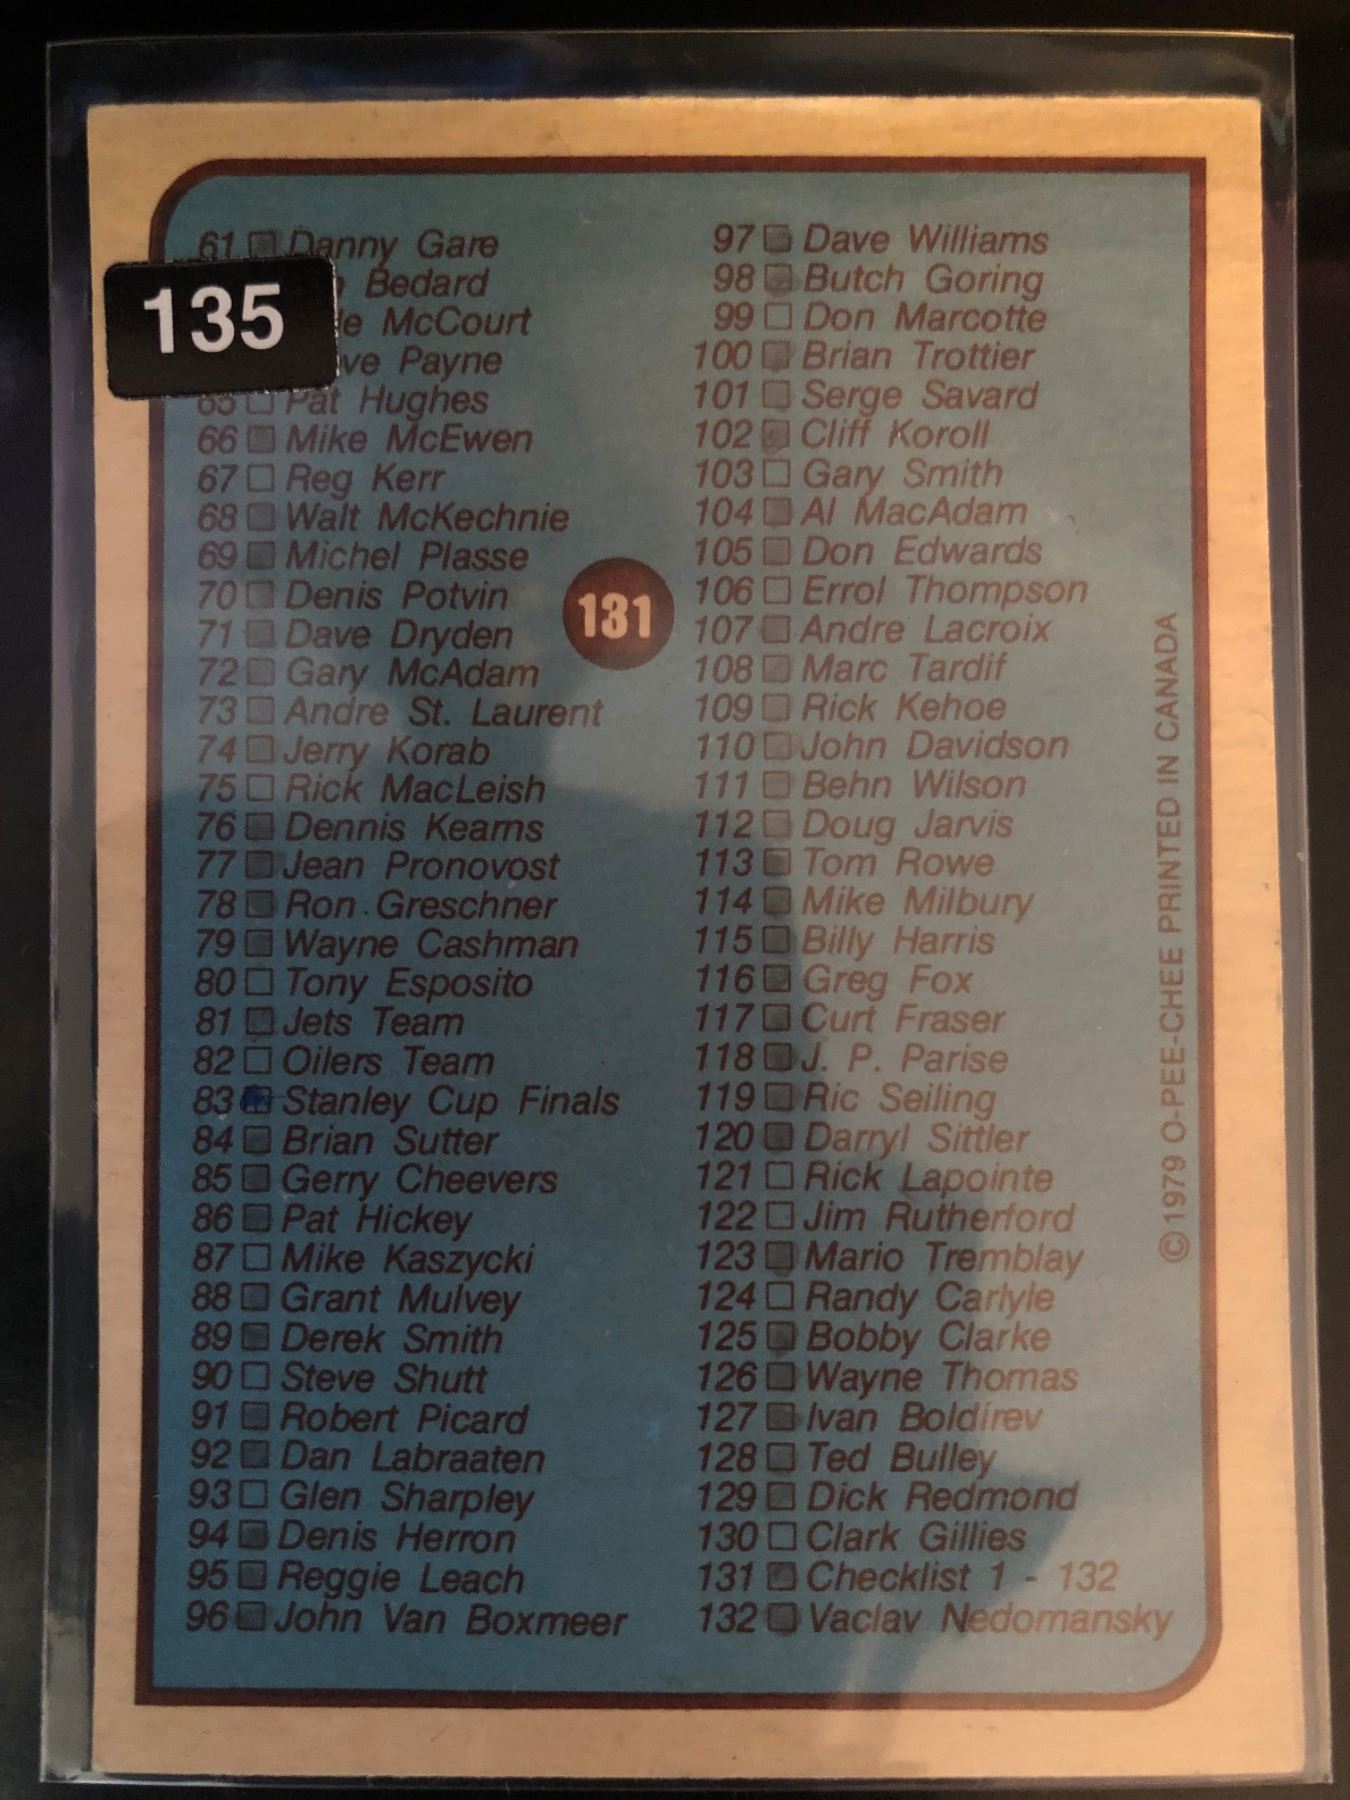 61 Danny Gare
Bedard
135
McCourt
Payne
65 Pat Hughes
66 Mike McEwen
67 Reg Kerr
68 Walt McKechnie
69 Michel Plasse
70 Denis Potvin
71 Dave Dryden
72 Gary McAdam
73 Andre St. Laurent
74 Jerry Korab
75 Rick MacLeish
76 Dennis Kearns
77 Jean Pronovost
78 Ron Greschner
79 Wayne Cashman
80 Tony Esposito
81 Jets Team
82 Oilers Team
83 Stanley Cup Finals
84 Brian Sutter
85 Gerry Cheevers
86 Pat Hickey
87 Mike Kaszycki
88 Grant Mulvey
89 Derek Smith
90 Steve Shutt
91 Robert Picard
92 Dan Labraaten
93 Glen Sharpley
94 Denis Herron
95 Reggie Leach
96 John Van Boxmeer
131
97 Dave Williams
98 Butch Goring
99 Don Marcotte
100 Brian Trottier
101 Serge Savard
102 Cliff Koroll
103 Gary Smith
104 Al MacAdam
105 Don Edwards
106 Errol Thompson
107 Andre Lacroix
108 Marc Tardif
109 Rick Kehoe
110 John Davidson
111 Behn Wilson
112 Doug Jarvis
113 Tom Rowe
114 Mike Milbury
115 Billy Harris
116 Greg Fox
117 Curt Fraser
118 J. P. Parise
119 Ric Seiling
120 Darryl Sittler
121 Rick Lapointe
122 Jim Rutherford
123 Mario Tremblay
124 Randy Carlyle
125 Bobby Clarke
126 Wayne Thomas
127 Ivan Boldirev
128 Ted Bulley
129 Dick Redmond
130 Clark Gillies
131 Checklist 1 - 132
132 Vaclav Nedomansky
©1979 O-PEE-CHEE PRINTED IN CANADA